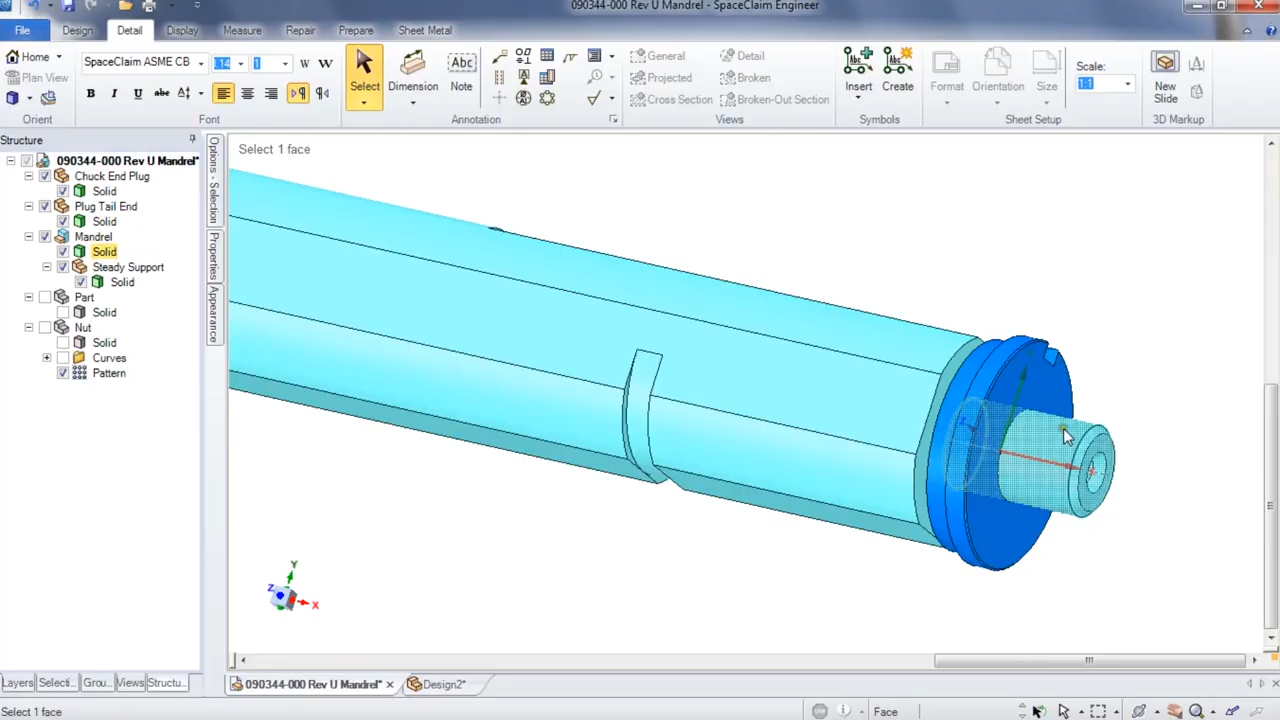 090344-000 Rev U Mandrel - SpaceClaim Engineer
File Design Detail Display Measure Repair Prepare Sheet Metal
Home
Plan View
Orient
SpaceClaim ASME CB .14 1 W W
B I U abc A
Font
Select
Dimension
Abc
Note
Annotation
General Detail
Projected Broken
Cross Section Broken-Out Section
Views
Insert Create
Symbols
Format Orientation Size
Scale:
1:1
Sheet Setup
New Slide
3D Markup
Structure
090344-000 Rev U Mandrel*
Chuck End Plug
Solid
Plug Tail End
Solid
Mandrel
Solid
Steady Support
Solid
Part
Solid
Nut
Solid
Curves
Pattern
Options - Selection
Properties
Appearance
Select 1 face
Y
Z
X
Layers Selecti... Grou... Views Structu...
090344-000 Rev U Mandrel* Design2*
Select 1 face
Face